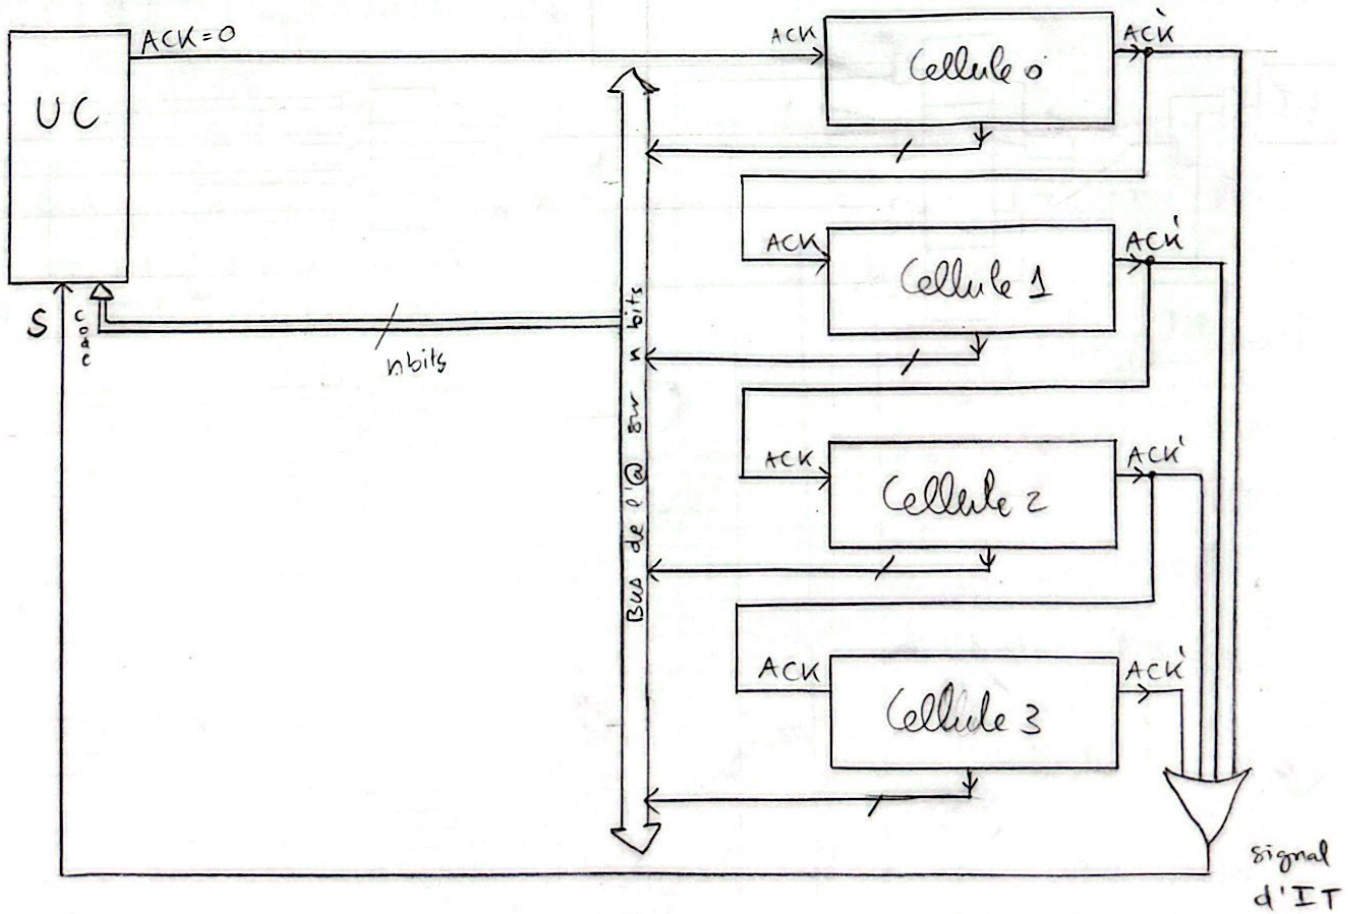 UC
ACK=0
ACK
Cellule 0
ACK'
ACK
Cellule 1
ACK'
S
code
nbits
Bus de l'@ sur n bits
ACK
Cellule 2
ACK'
ACK
Cellule 3
ACK'
signal
d'IT